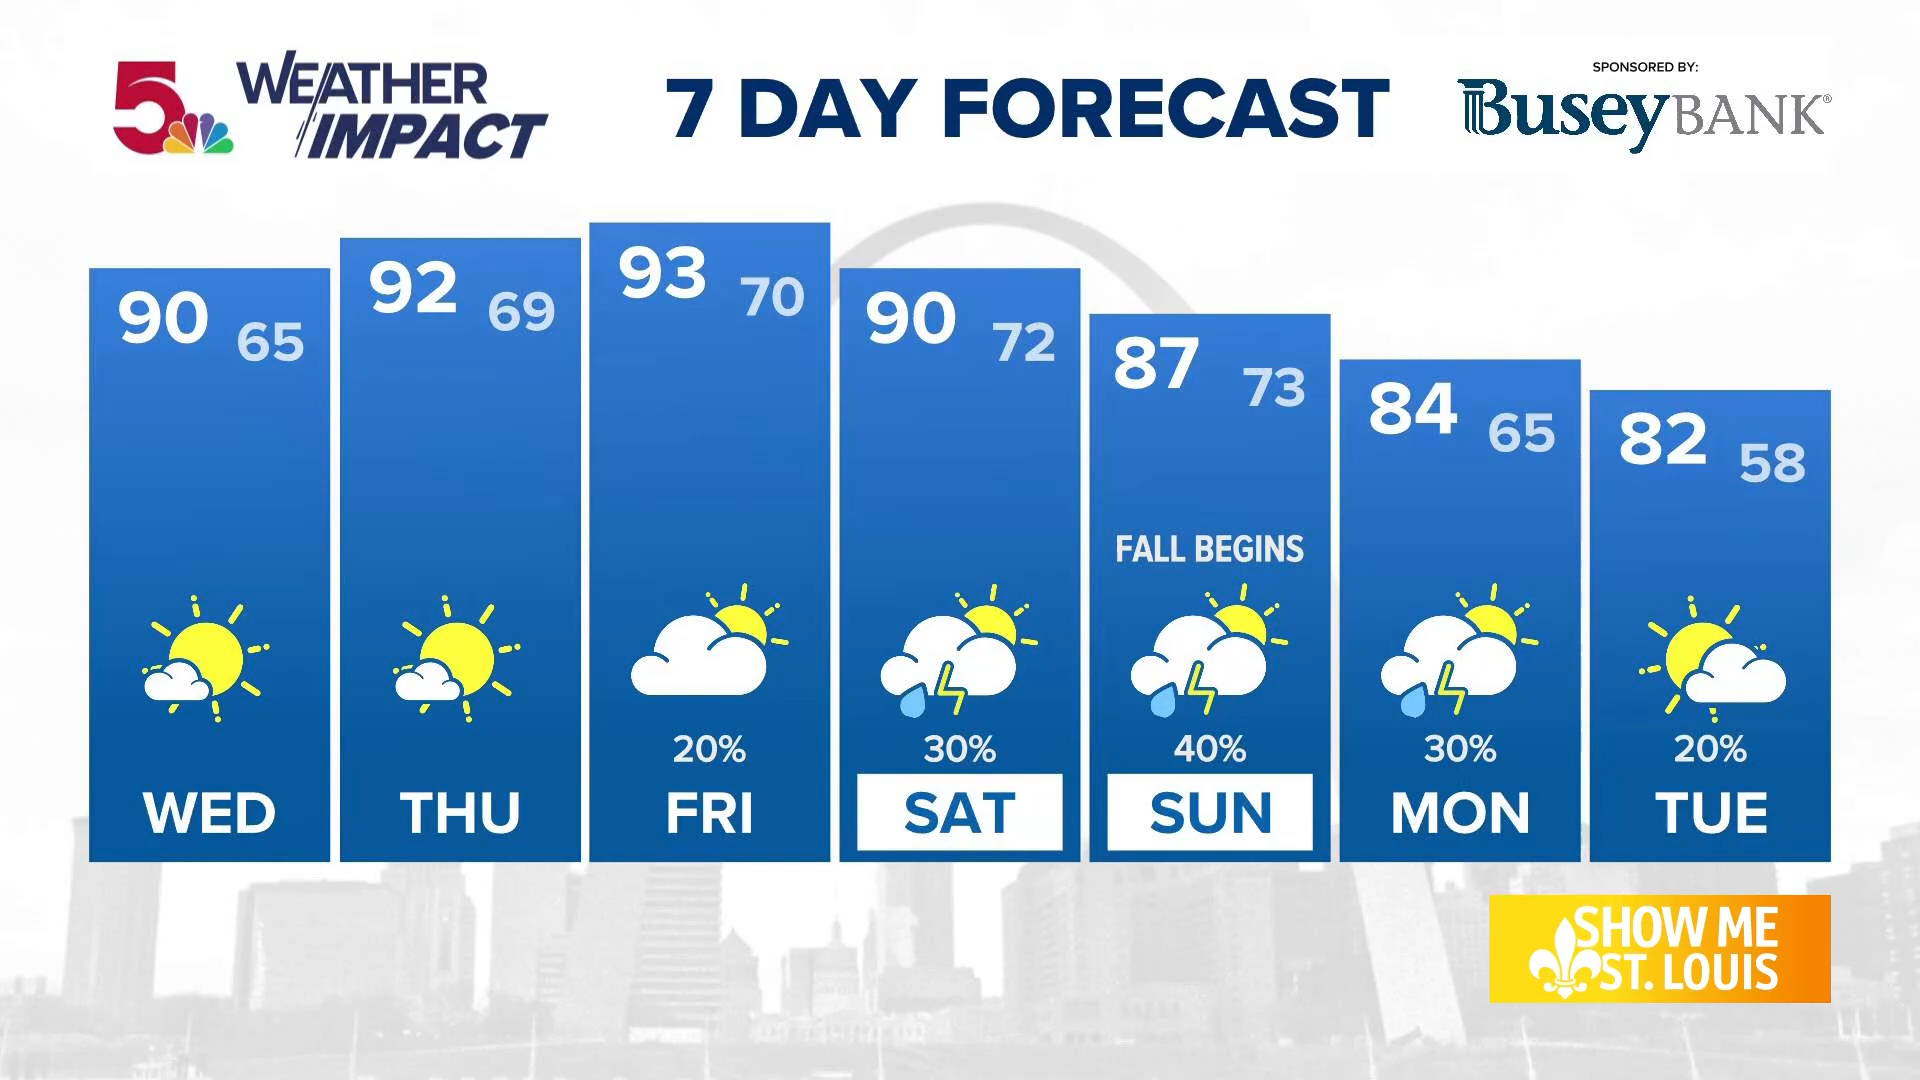 5 WEATHER IMPACT
7 DAY FORECAST
SPONSORED BY:
BuseyBANK®
90 65
92 69
93 70
90 72
87 73
84 65
82 58
FALL BEGINS
20%
30%
40%
30%
20%
WED
THU
FRI
SAT
SUN
MON
TUE
SHOW ME
ST. LOUIS